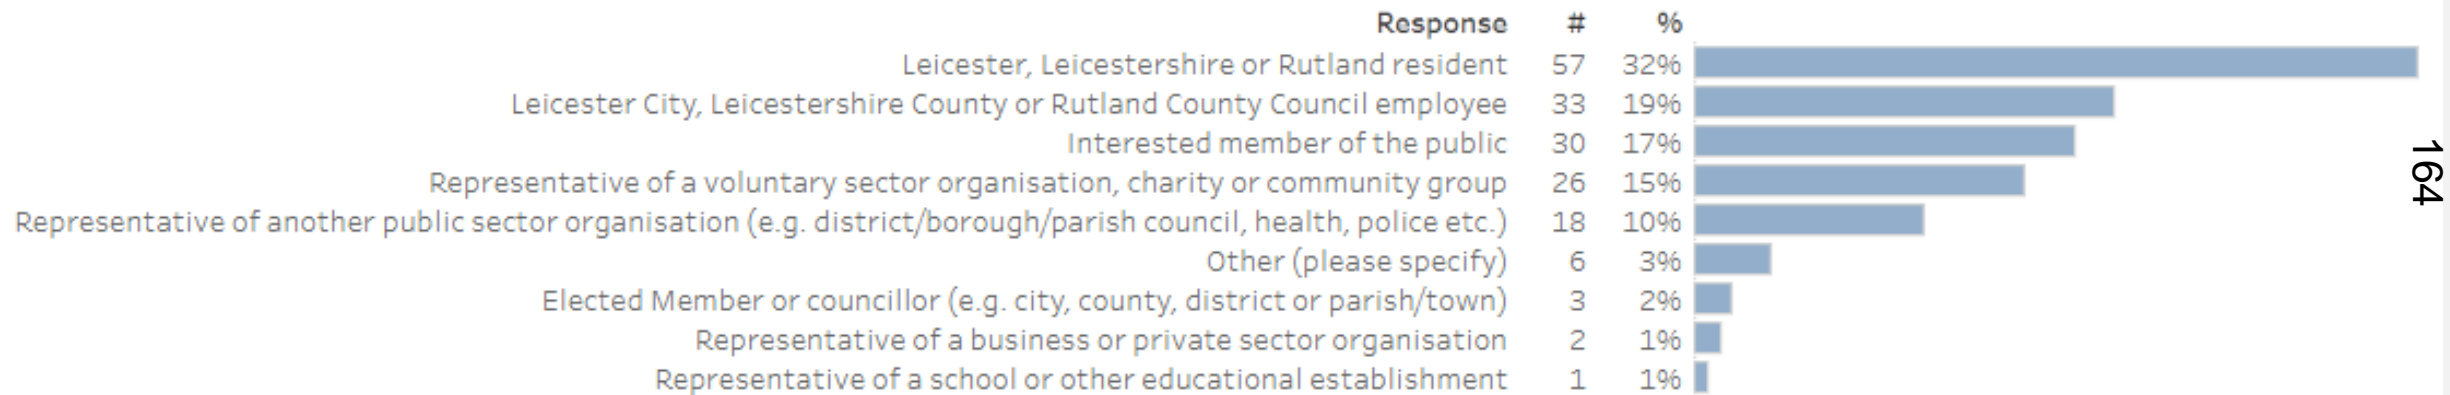 Response # %
Leicester, Leicestershire or Rutland resident 57 32%
Leicester City, Leicestershire County or Rutland County Council employee 33 19%
Interested member of the public 30 17%
Representative of a voluntary sector organisation, charity or community group 26 15%
Representative of another public sector organisation (e.g. district/borough/parish council, health, police etc.) 18 10%
Other (please specify) 6 3%
Elected Member or councillor (e.g. city, county, district or parish/town) 3 2%
Representative of a business or private sector organisation 2 1%
Representative of a school or other educational establishment 1 1%
164